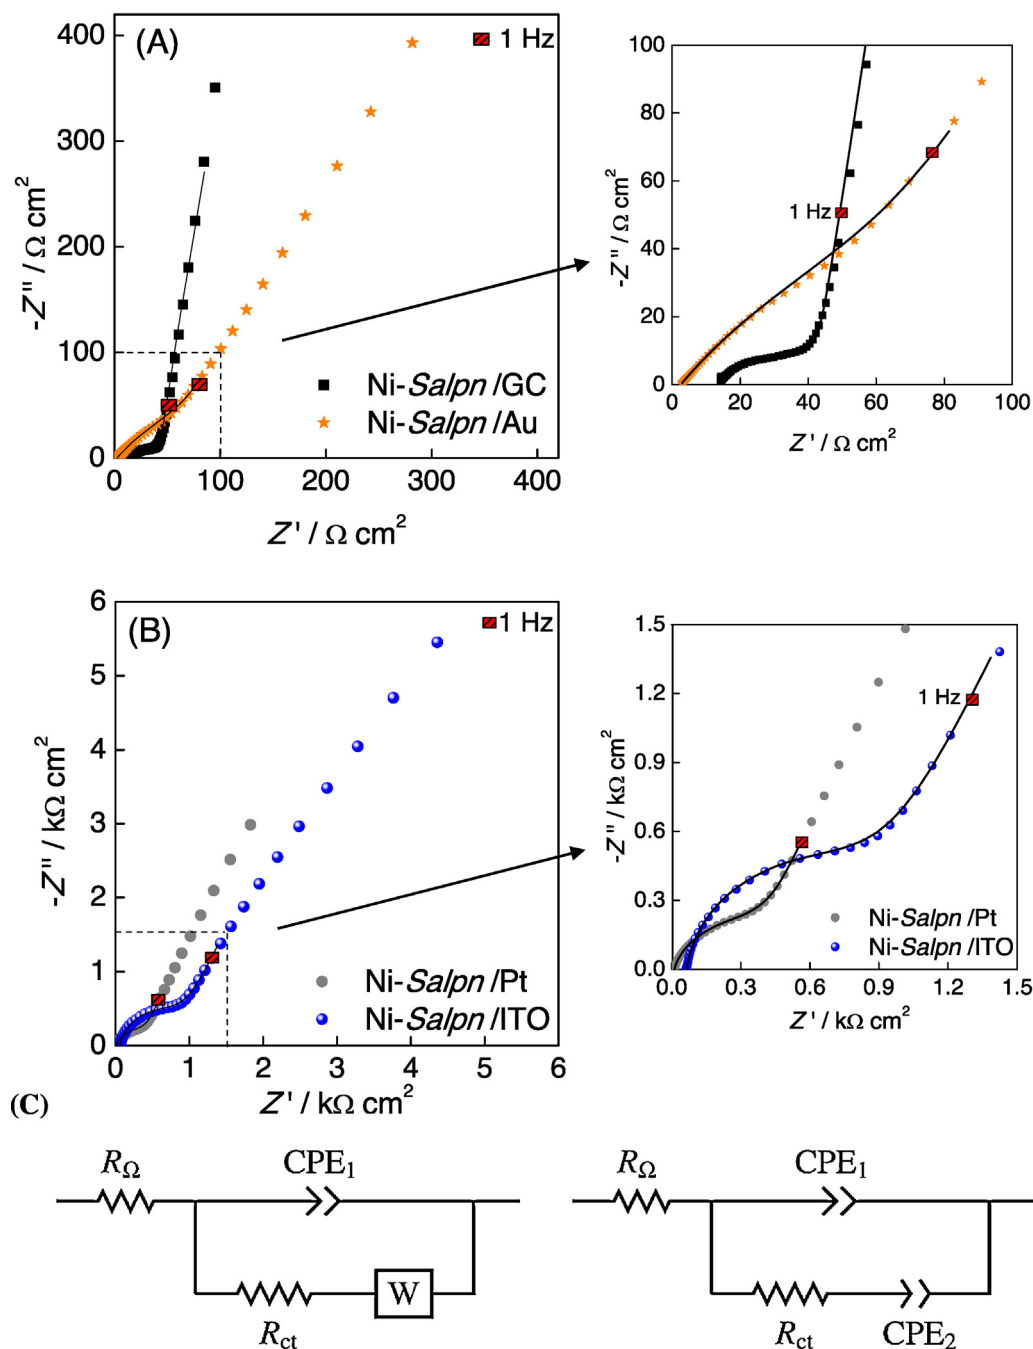 (A)
1 Hz
400
300
200
100
0
-Z'' / Ω cm²
Ni-Salpn /GC
Ni-Salpn /Au
0 100 200 300 400
Z' / Ω cm²
100
80
60
40
20
0
-Z'' / Ω cm²
1 Hz
0 20 40 60 80 100
Z' / Ω cm²
(B)
1 Hz
6
5
4
3
2
1
0
-Z'' / kΩ cm²
Ni-Salpn /Pt
Ni-Salpn /ITO
0 1 2 3 4 5 6
Z' / kΩ cm²
1.5
1.2
0.9
0.6
0.3
0.0
-Z'' / kΩ cm²
1 Hz
Ni-Salpn /Pt
Ni-Salpn /ITO
0.0 0.3 0.6 0.9 1.2 1.5
Z' / kΩ cm²
(C)
RΩ CPE₁
Rct W
RΩ CPE₁
Rct CPE₂